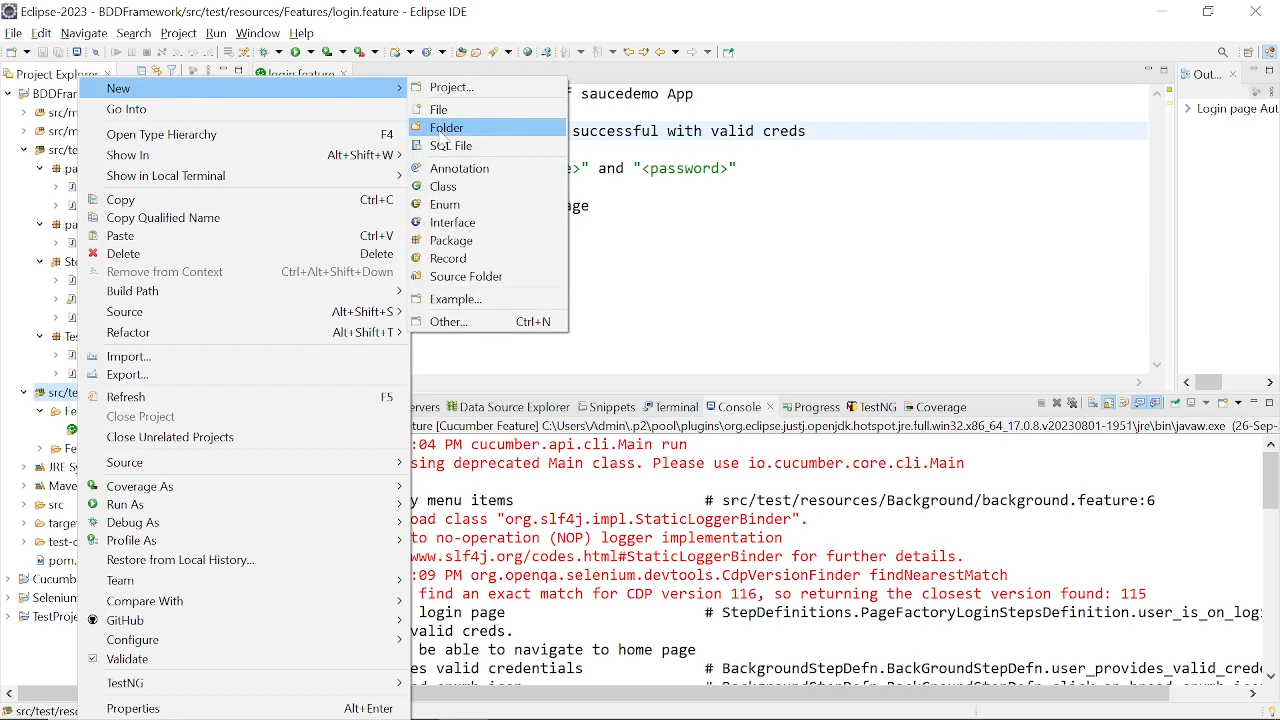 Eclipse-2023 - BDDFramework/src/test/resources/Features/login.feature - Eclipse IDE
File Edit Navigate Search Project Run Window Help
Project Explorer
login.feature
Out...
BDDFram
src/m
src/m
src/te
pa
pa
Sto
Tes
src/te
Fe
Fe
JRE Sy
Mave
src
target
test-o
pom.
Cucumb
Selenium
TestProje
src/test/reso
New
Go Into
Open Type Hierarchy F4
Show In Alt+Shift+W
Show in Local Terminal
Copy Ctrl+C
Copy Qualified Name
Paste Ctrl+V
Delete Delete
Remove from Context Ctrl+Alt+Shift+Down
Build Path
Source Alt+Shift+S
Refactor Alt+Shift+T
Import...
Export...
Refresh F5
Close Project
Close Unrelated Projects
Source
Coverage As
Run As
Debug As
Profile As
Restore from Local History...
Team
Compare With
GitHub
Configure
Validate
TestNG
Properties Alt+Enter
Project...
File
Folder
SQL File
Annotation
Class
Enum
Interface
Package
Record
Source Folder
Example...
Other... Ctrl+N
f saucedemo App
successful with valid creds
e>" and "<password>"
age
Login page Aut
ervers Data Source Explorer Snippets Terminal Console Progress TestNG Coverage
ture [Cucumber Feature] C:\Users\Admin\.p2\pool\plugins\org.eclipse.justj.openjdk.hotspot.jre.full.win32.x86_64_17.0.8.v20230801-1951\jre\bin\javaw.exe (26-Sep-
:04 PM cucumber.api.cli.Main run
sing deprecated Main class. Please use io.cucumber.core.cli.Main
y menu items # src/test/resources/Background/background.feature:6
oad class "org.slf4j.impl.StaticLoggerBinder".
to no-operation (NOP) logger implementation
www.slf4j.org/codes.html#StaticLoggerBinder for further details.
:09 PM org.openqa.selenium.devtools.CdpVersionFinder findNearestMatch
find an exact match for CDP version 116, so returning the closest version found: 115
login page # StepDefinitions.PageFactoryLoginStepsDefinition.user_is_on_logi
valid creds.
be able to navigate to home page
es valid credentials # BackgroundStepDefn.BackGroundStepDefn.user_provides_valid_crede